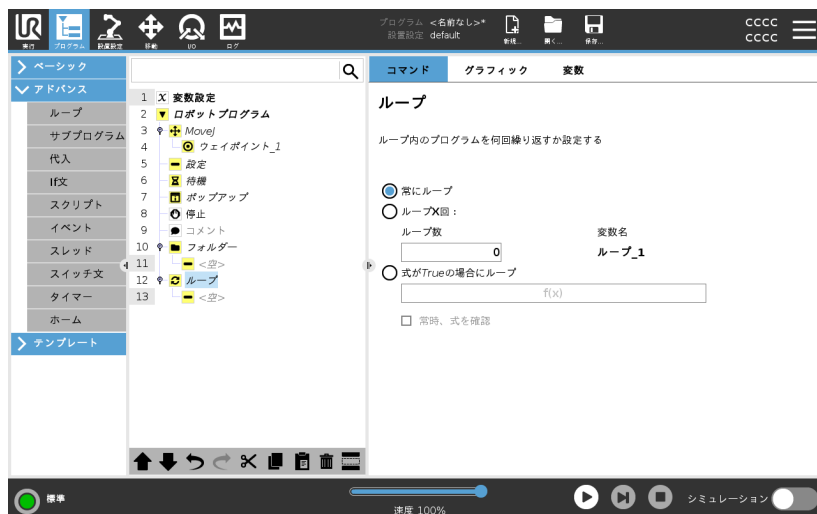 UR
実行
プログラム
設置設定
移動
I/O
ログ
プログラム <名前なし>*
設置設定 default
新規...
開く...
保存...
CCCC
CCCC
ベーシック
アドバンス
ループ
サブプログラム
代入
If文
スクリプト
イベント
スレッド
スイッチ文
タイマー
ホーム
テンプレート
1 X 変数設定
2 ロボットプログラム
3 MoveJ
4 ウェイポイント_1
5 設定
6 待機
7 ポップアップ
8 停止
9 コメント
10 フォルダー
11 <空>
12 ループ
13 <空>
コマンド グラフィック 変数
ループ
ループ内のプログラムを何回繰り返すか設定する
常にループ
ループX回：
ループ数 変数名
0 ループ_1
式がTrueの場合にループ
f(x)
常時、式を確認
標準
速度 100%
シミュレーション